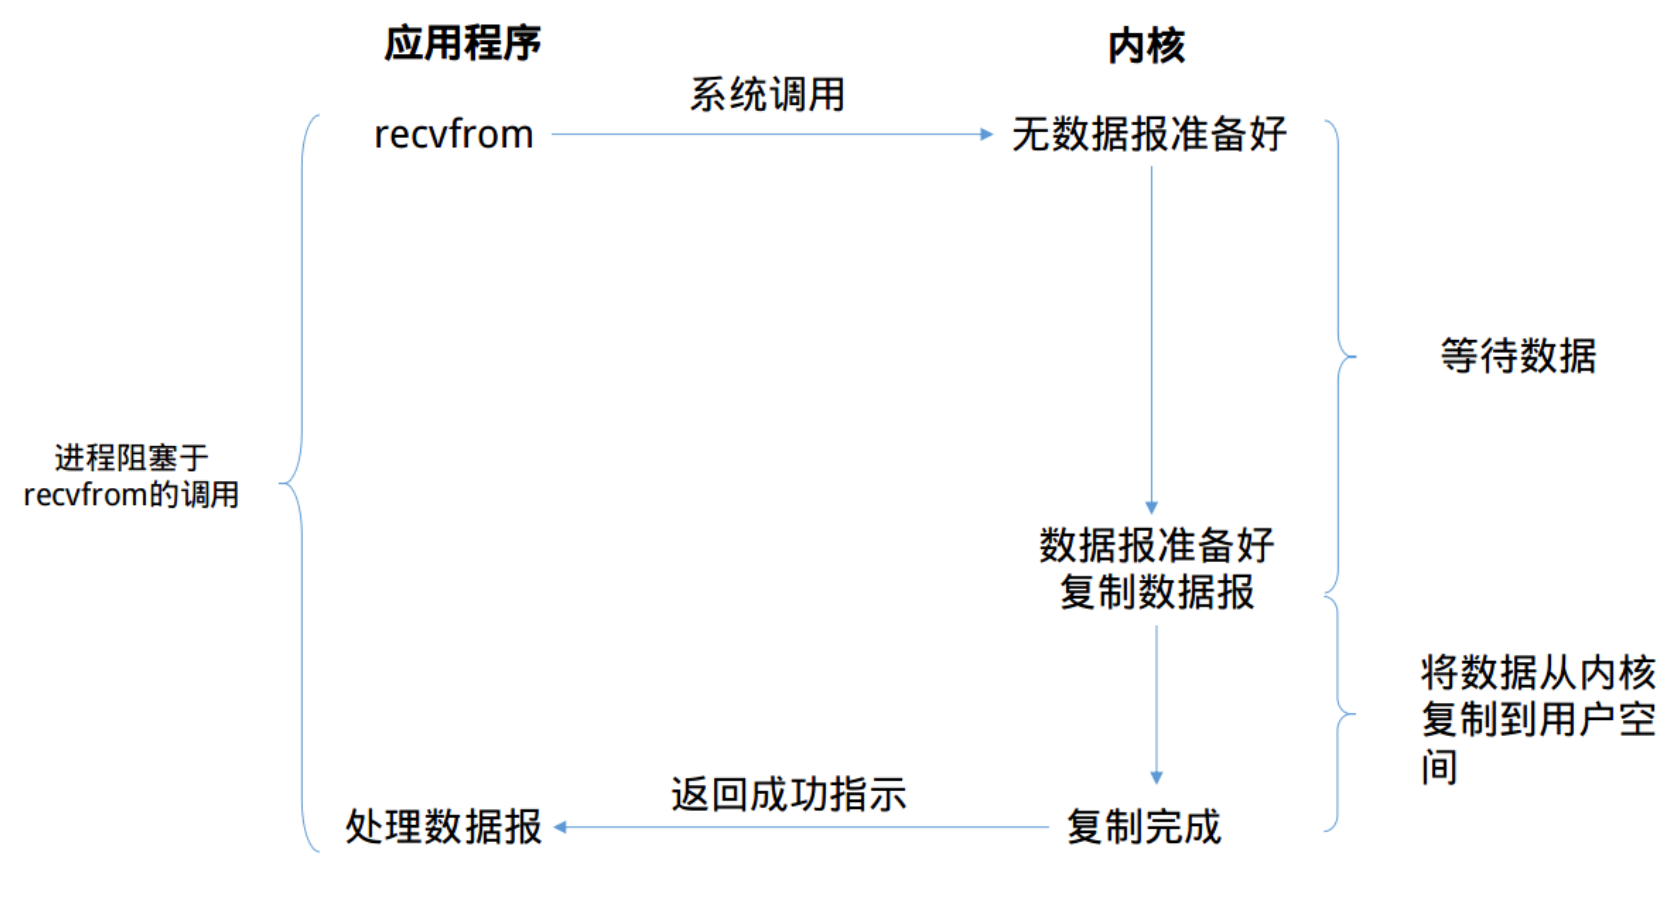 应用程序
内核
系统调用
recvfrom
无数据报准备好
等待数据
进程阻塞于
recvfrom的调用
数据报准备好
复制数据报
将数据从内核
复制到用户空
间
返回成功指示
处理数据报
复制完成